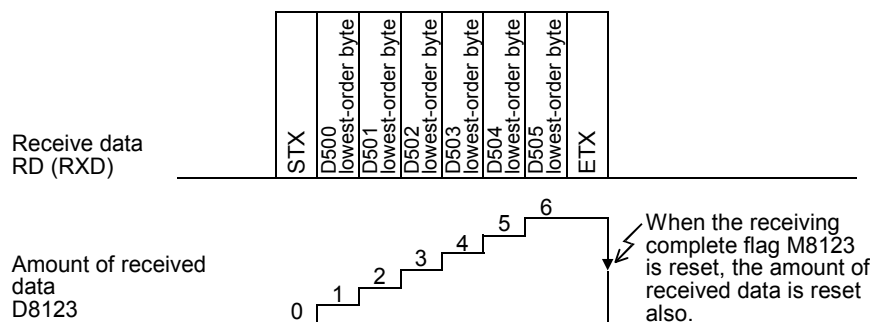 STX
D500
lowest-order byte
D501
lowest-order byte
D502
lowest-order byte
D503
lowest-order byte
D504
lowest-order byte
D505
lowest-order byte
ETX
Receive data
RD (RXD)
Amount of received
data
D8123
0
1
2
3
4
5
6
When the receiving
complete flag M8123
is reset, the amount of
received data is reset
also.